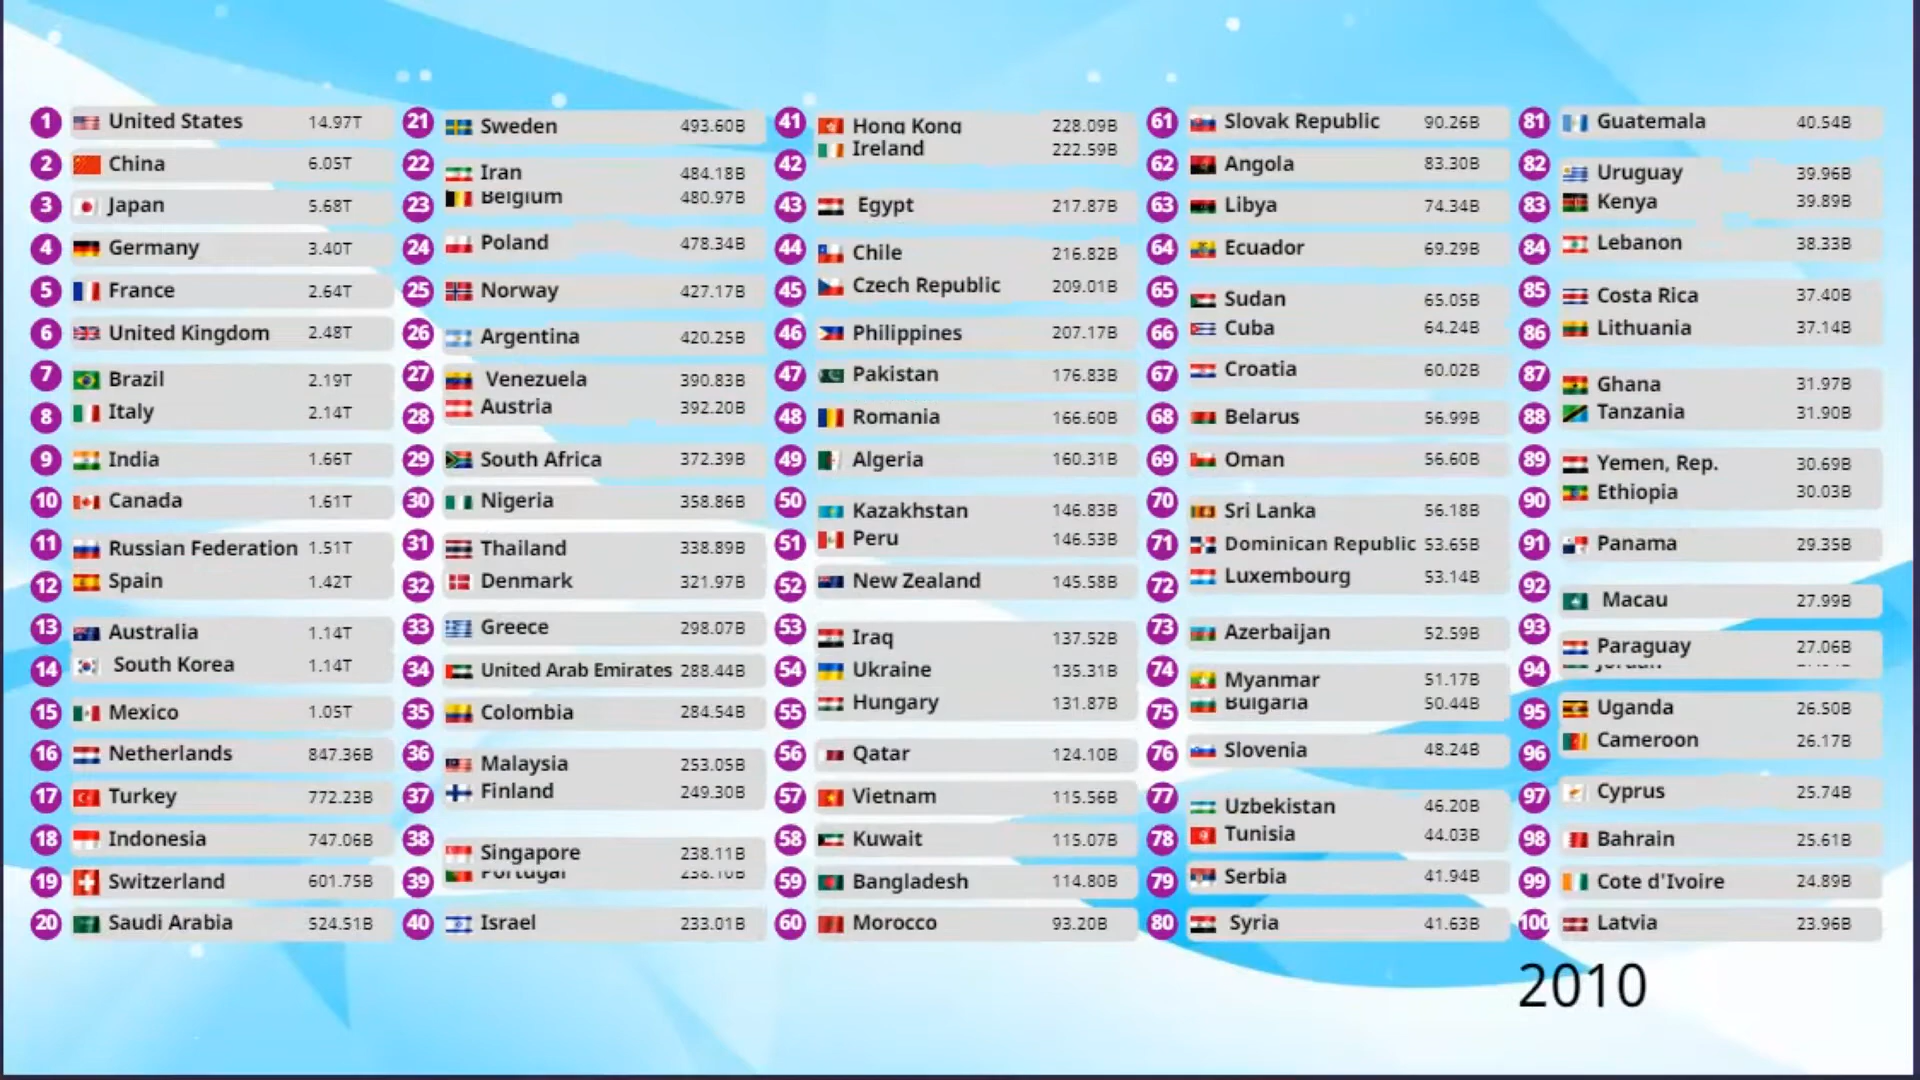 1 United States 14.97T
2 China 6.05T
3 Japan 5.68T
4 Germany 3.40T
5 France 2.64T
6 United Kingdom 2.48T
7 Brazil 2.19T
8 Italy 2.14T
9 India 1.66T
10 Canada 1.61T
11 Russian Federation 1.51T
12 Spain 1.42T
13 Australia 1.14T
14 South Korea 1.14T
15 Mexico 1.05T
16 Netherlands 847.36B
17 Turkey 772.23B
18 Indonesia 747.06B
19 Switzerland 601.75B
20 Saudi Arabia 524.51B
21 Sweden 493.60B
22 Iran 484.18B
23 Belgium 480.97B
24 Poland 478.34B
25 Norway 427.17B
26 Argentina 420.25B
27 Venezuela 390.83B
28 Austria 392.20B
29 South Africa 372.39B
30 Nigeria 358.86B
31 Thailand 338.89B
32 Denmark 321.97B
33 Greece 298.07B
34 United Arab Emirates 288.44B
35 Colombia 284.54B
36 Malaysia 253.05B
37 Finland 249.30B
38 Singapore 238.11B
39 Portugal 238.10B
40 Israel 233.01B
41 Hong Kong 228.09B
42 Ireland 222.59B
43 Egypt 217.87B
44 Chile 216.82B
45 Czech Republic 209.01B
46 Philippines 207.17B
47 Pakistan 176.83B
48 Romania 166.60B
49 Algeria 160.31B
50 Kazakhstan 146.83B
51 Peru 146.53B
52 New Zealand 145.58B
53 Iraq 137.52B
54 Ukraine 135.31B
55 Hungary 131.87B
56 Qatar 124.10B
57 Vietnam 115.56B
58 Kuwait 115.07B
59 Bangladesh 114.80B
60 Morocco 93.20B
61 Slovak Republic 90.26B
62 Angola 83.30B
63 Libya 74.34B
64 Ecuador 69.29B
65 Sudan 65.05B
66 Cuba 64.24B
67 Croatia 60.02B
68 Belarus 56.99B
69 Oman 56.60B
70 Sri Lanka 56.18B
71 Dominican Republic 53.65B
72 Luxembourg 53.14B
73 Azerbaijan 52.59B
74 Myanmar 51.17B
75 Bulgaria 50.44B
76 Slovenia 48.24B
77 Uzbekistan 46.20B
78 Tunisia 44.03B
79 Serbia 41.94B
80 Syria 41.63B
81 Guatemala 40.54B
82 Uruguay 39.96B
83 Kenya 39.89B
84 Lebanon 38.33B
85 Costa Rica 37.40B
86 Lithuania 37.14B
87 Ghana 31.97B
88 Tanzania 31.90B
89 Yemen, Rep. 30.69B
90 Ethiopia 30.03B
91 Panama 29.35B
92 Macau 27.99B
93 Paraguay 27.06B
94
95 Uganda 26.50B
96 Cameroon 26.17B
97 Cyprus 25.74B
98 Bahrain 25.61B
99 Cote d'Ivoire 24.89B
100 Latvia 23.96B
2010